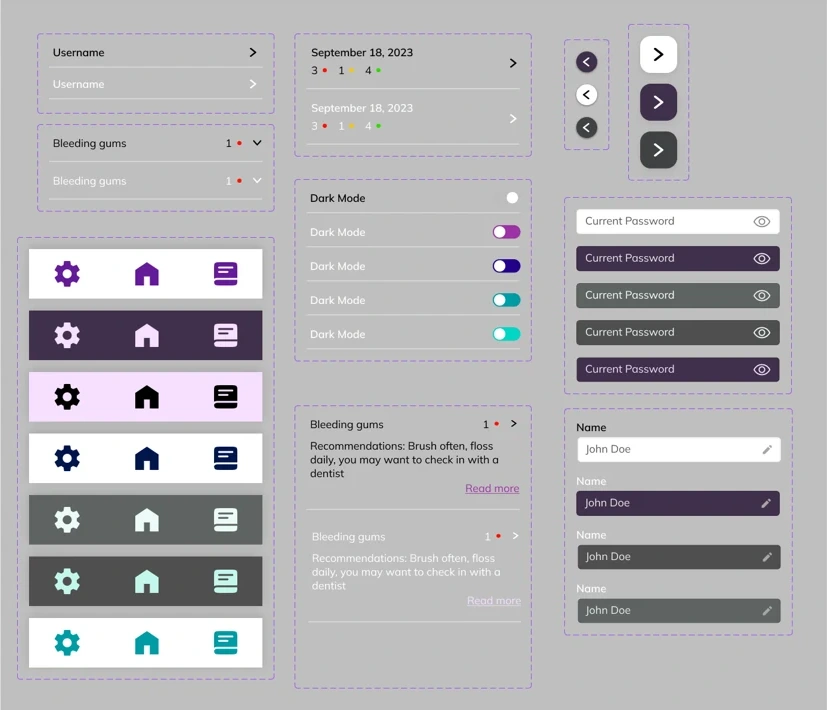 Username
Username
Bleeding gums 1
Bleeding gums 1
September 18, 2023
3 1 4
September 18, 2023
3 1 4
Dark Mode
Dark Mode
Dark Mode
Dark Mode
Dark Mode
Bleeding gums 1
Recommendations: Brush often, floss
daily, you may want to check in with a
dentist
Read more
Bleeding gums 1
Recommendations: Brush often, floss
daily, you may want to check in with a
dentist
Read more
Current Password
Current Password
Current Password
Current Password
Current Password
Name
John Doe
Name
John Doe
Name
John Doe
Name
John Doe